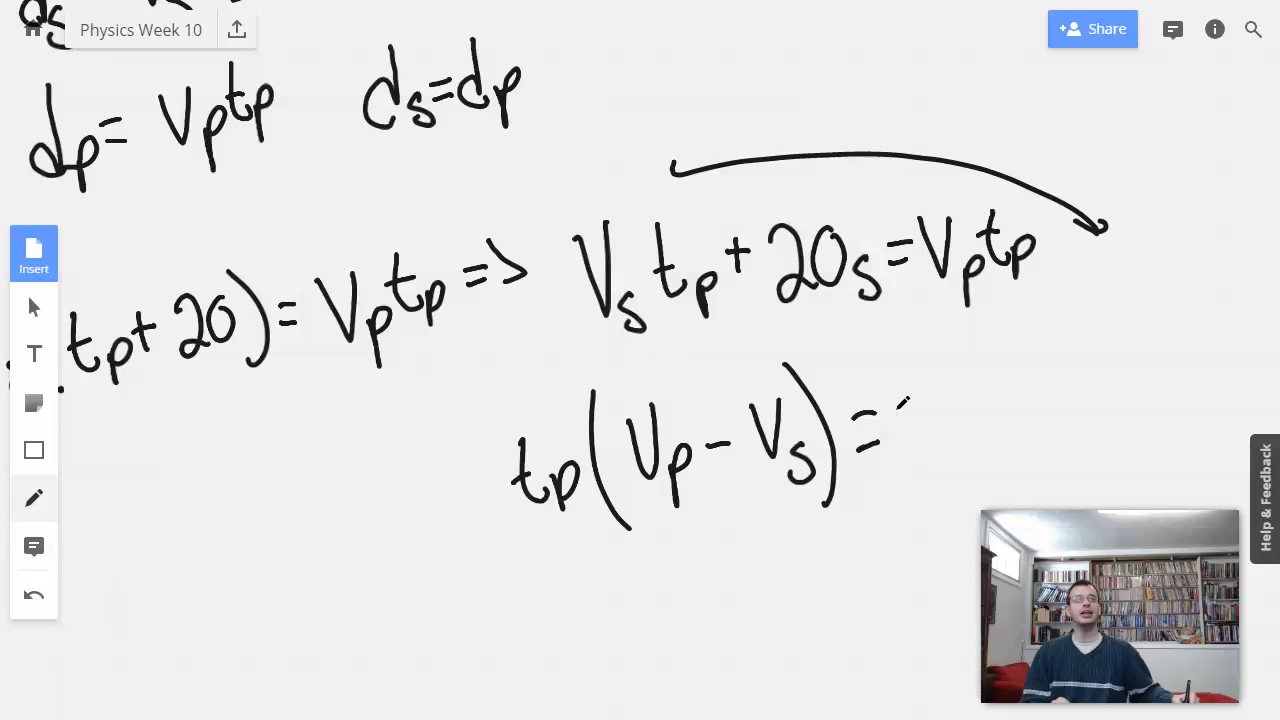 Physics Week 10
Share
dp = Vptp ds = dp
Insert
tp + 20) = Vptp => Vstp + 20s = Vptp
tp(Vp - Vs) =
Help & Feedback